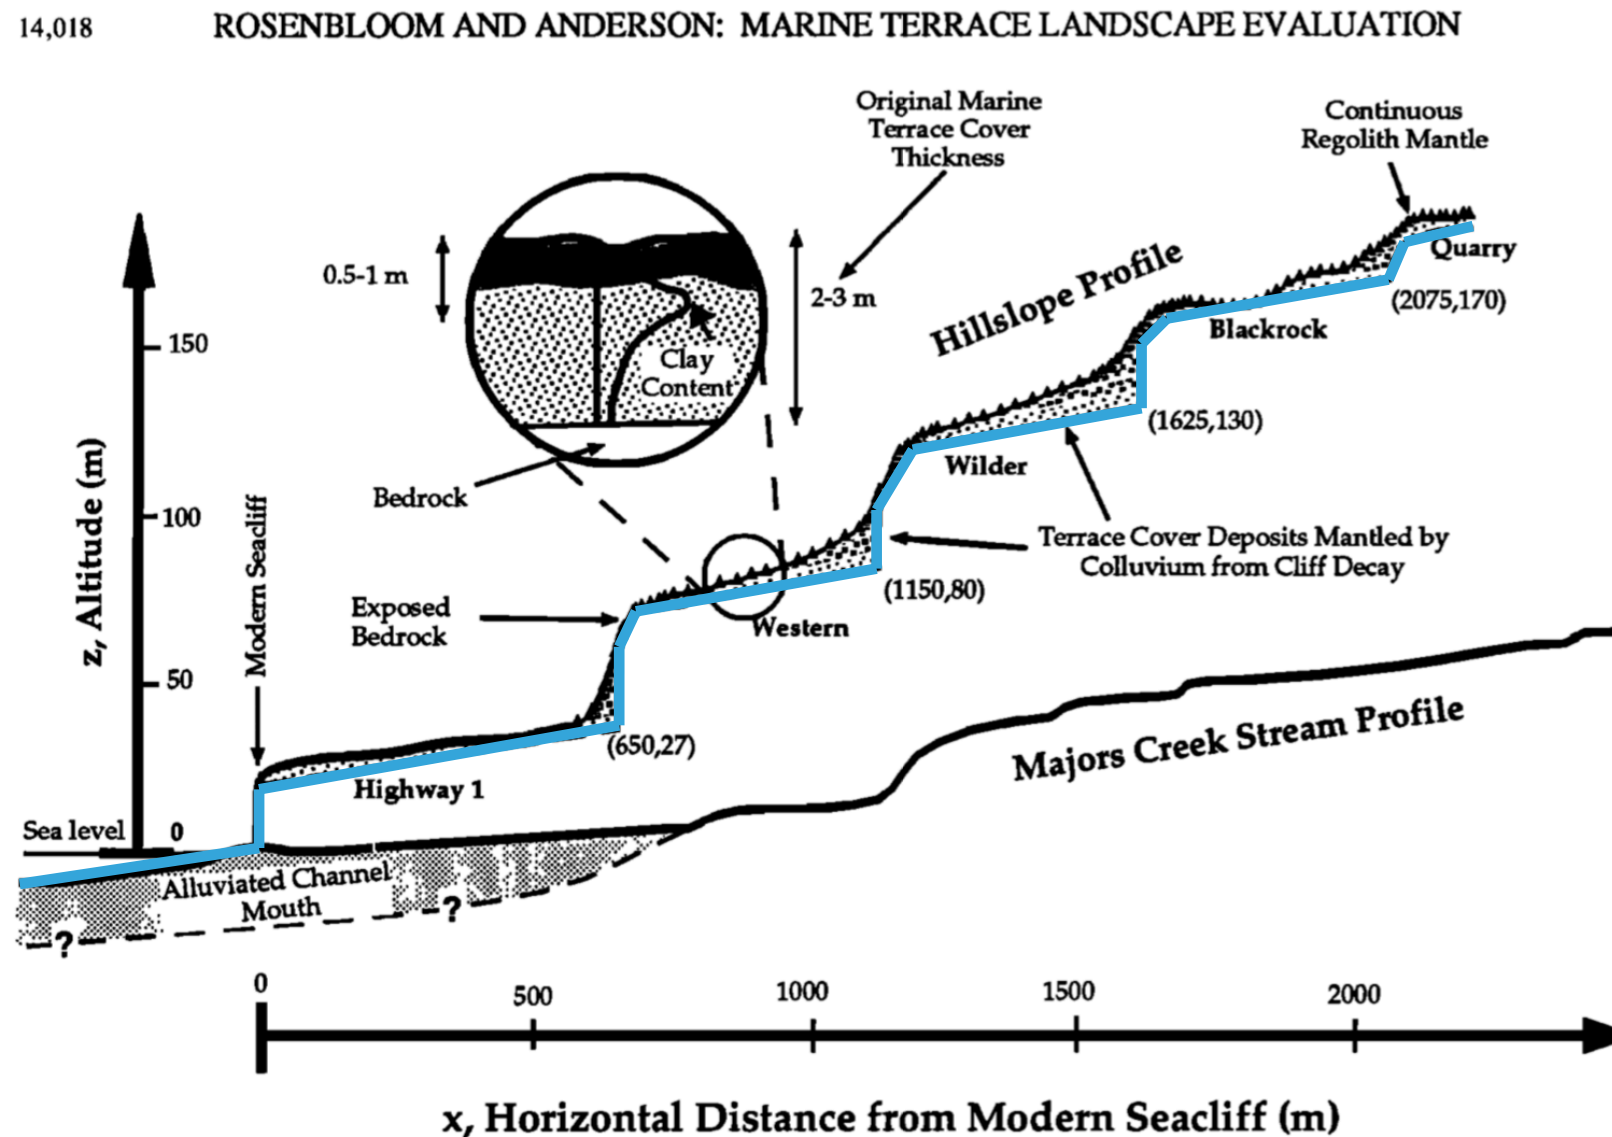 14,018
ROSENBLOOM AND ANDERSON: MARINE TERRACE LANDSCAPE EVALUATION
Original Marine
Terrace Cover
Thickness
Continuous
Regolith Mantle
0.5-1 m
2-3 m
Clay
Content
Bedrock
Hillslope Profile
Quarry
(2075,170)
Blackrock
(1625,130)
Wilder
Terrace Cover Deposits Mantled by
Colluvium from Cliff Decay
(1150,80)
Western
Exposed
Bedrock
Modern Seacliff
(650,27)
Highway 1
z, Altitude (m)
150
100
50
0
Sea level
Majors Creek Stream Profile
Alluviated Channel
Mouth
?
?
0
500
1000
1500
2000
x, Horizontal Distance from Modern Seacliff (m)